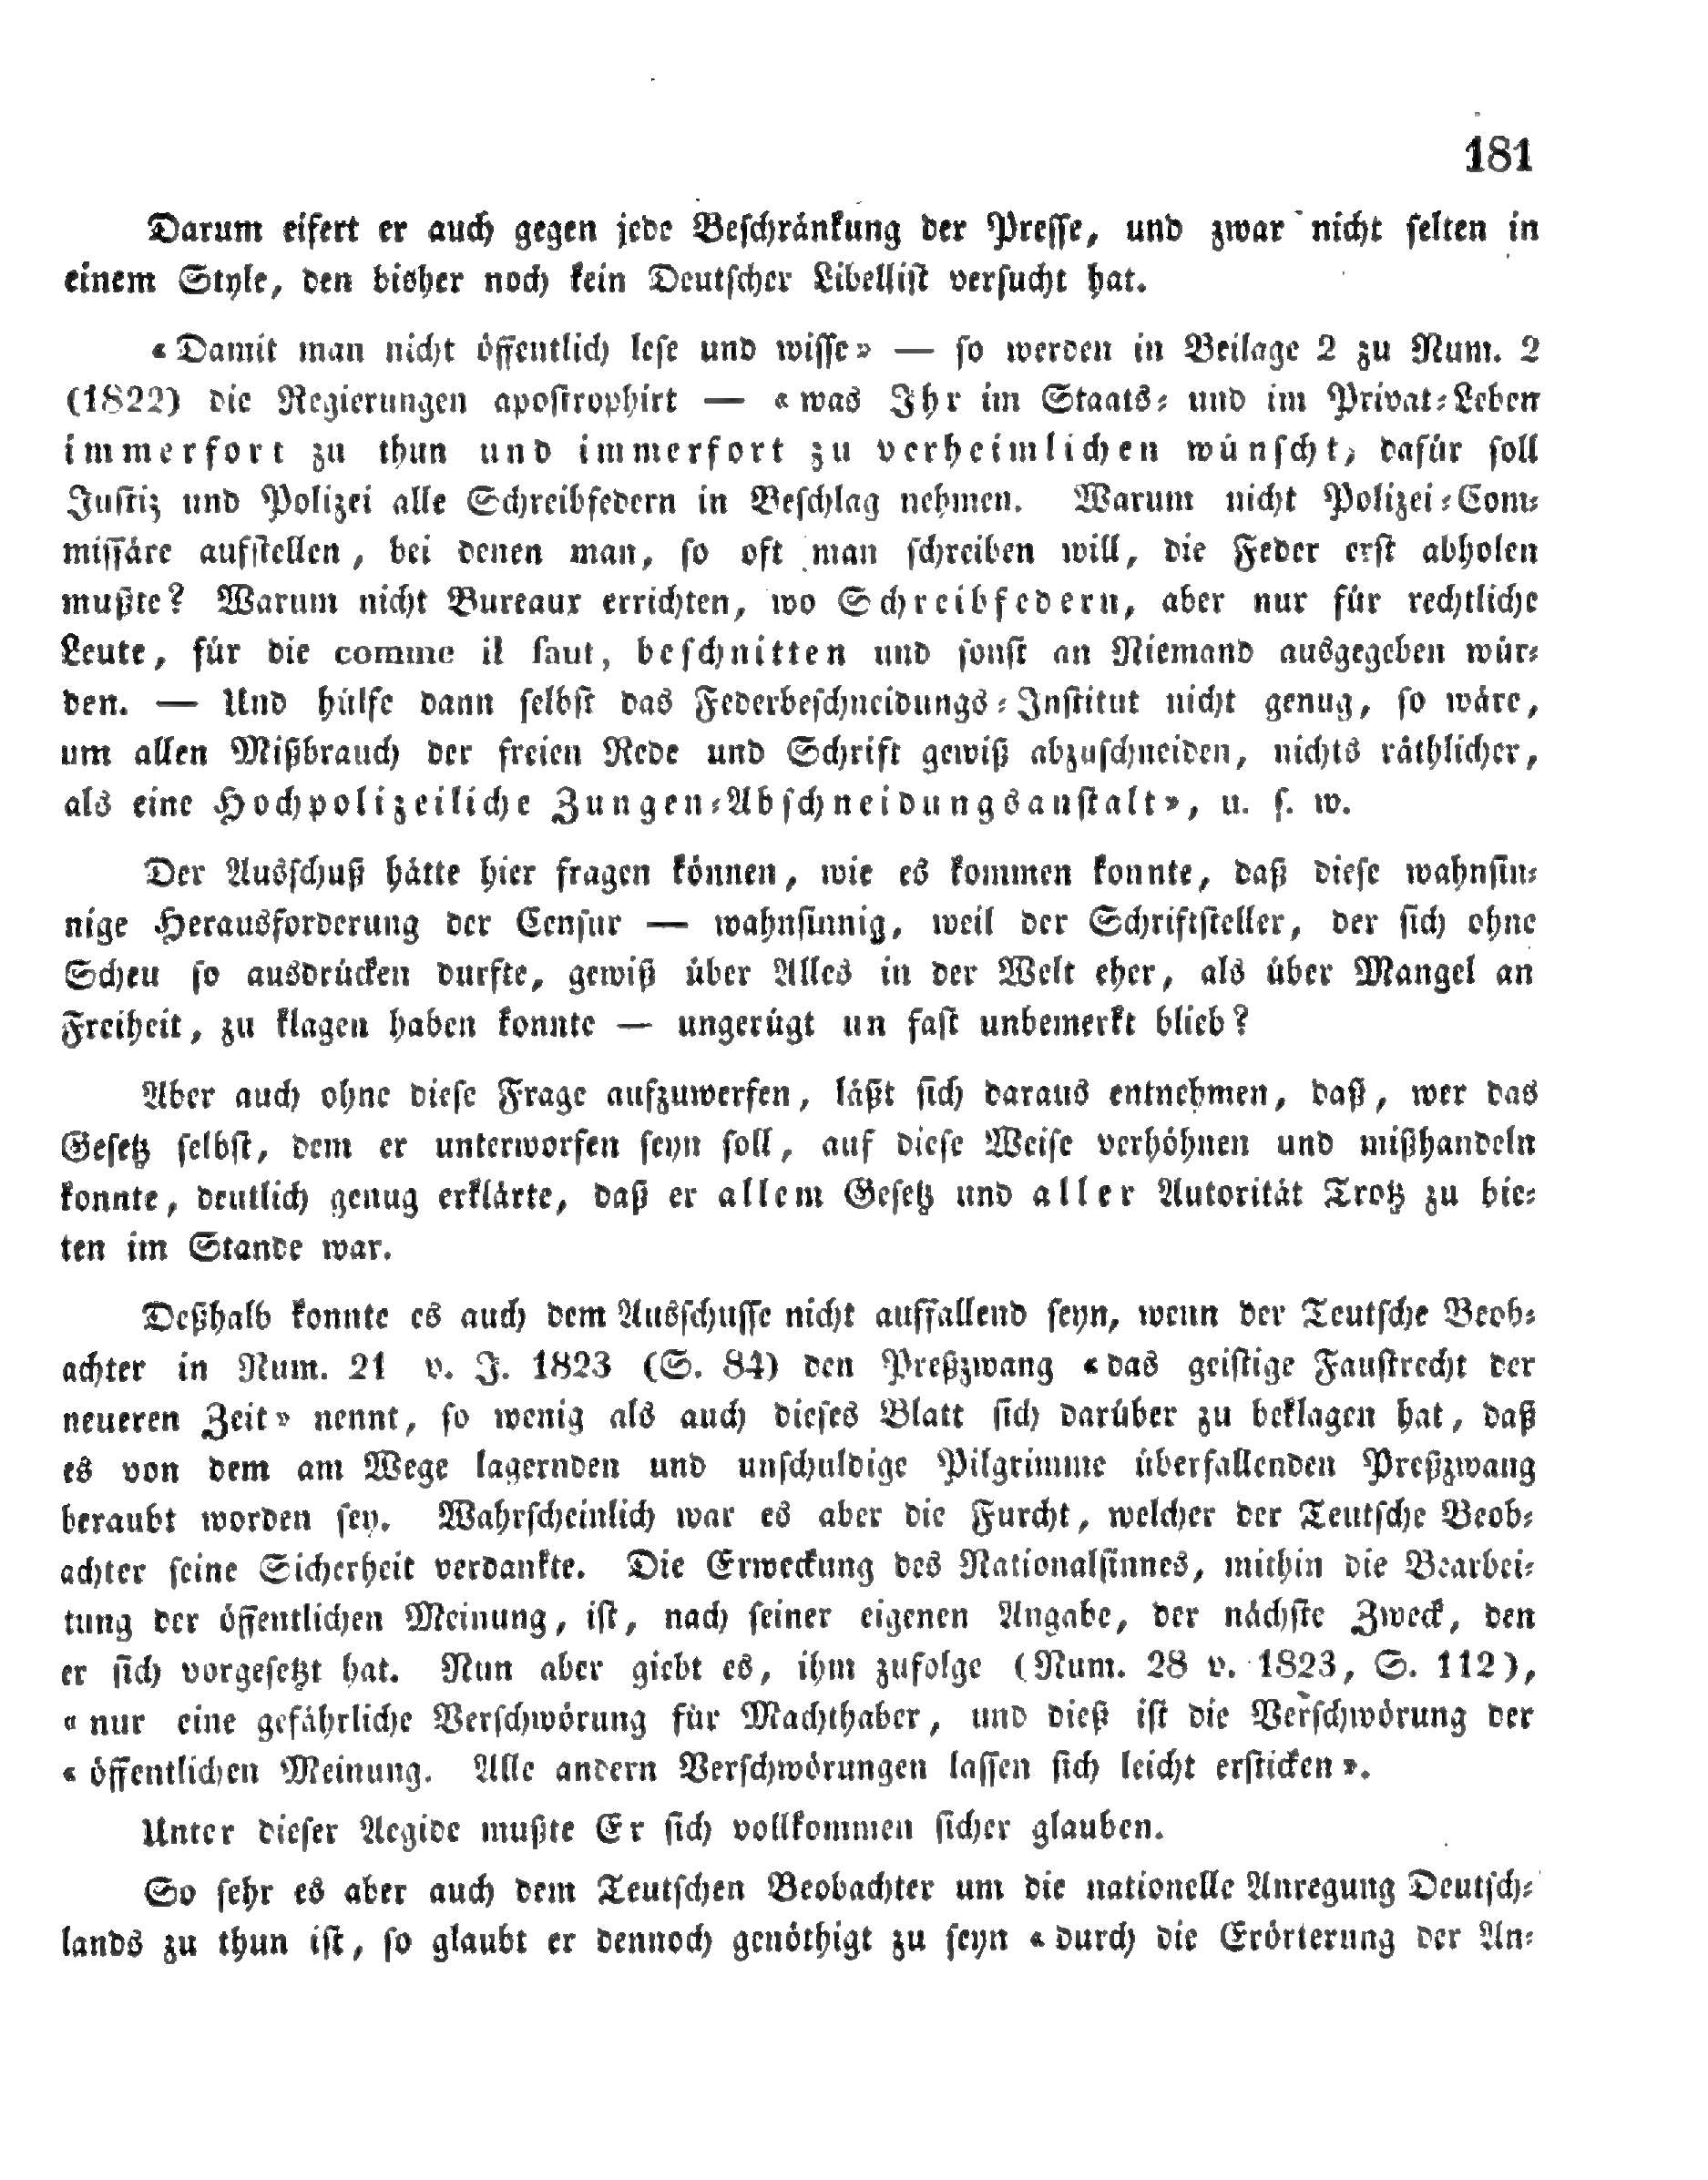 181
Darum eifert er auch gegen jede Beschränkung der Presse, und zwar nicht selten in
einem Style, den bisher noch kein Deutscher Libellist versucht hat.
«Damit man nicht öffentlich lese und wisse» — so werden in Beilage 2 zu Num. 2
(1822) die Regierungen apostrophirt — «was Ihr im Staats- und im Privat-Leben
immerfort zu thun und immerfort zu verheimlichen wünscht, dafür soll
Justiz und Polizei alle Schreibfedern in Beschlag nehmen. Warum nicht Polizei-Com-
missäre aufstellen, bei denen man, so oft man schreiben will, die Feder erst abholen
mußte? Warum nicht Bureaux errichten, wo Schreibfedern, aber nur für rechtliche
Leute, für die comme il faut, beschnitten und sonst an Niemand ausgegeben wür-
den. — Und hülfe dann selbst das Federbeschneidungs-Institut nicht genug, so wäre,
um allen Mißbrauch der freien Rede und Schrift gewiß abzuschneiden, nichts räthlicher,
als eine Hochpolizeiliche Zungen-Abschneidungsanstalt», u. s. w.
Der Ausschuß hätte hier fragen können, wie es kommen konnte, daß diese wahnsin-
nige Herausforderung der Censur — wahnsinnig, weil der Schriftsteller, der sich ohne
Scheu so ausdrücken durfte, gewiß über Alles in der Welt eher, als über Mangel an
Freiheit, zu klagen haben konnte — ungerügt un fast unbemerkt blieb?
Aber auch ohne diese Frage aufzuwerfen, läßt sich daraus entnehmen, daß, wer das
Gesetz selbst, dem er unterworfen seyn soll, auf diese Weise verhöhnen und mißhandeln
konnte, deutlich genug erklärte, daß er allem Gesetz und aller Autorität Trotz zu bie-
ten im Stande war.
Deßhalb konnte es auch dem Ausschusse nicht auffallend seyn, wenn der Teutsche Beob-
achter in Num. 21 v. J. 1823 (S. 84) den Preßzwang «das geistige Faustrecht der
neueren Zeit» nennt, so wenig als auch dieses Blatt sich darüber zu beklagen hat, daß
es von dem am Wege lagernden und unschuldige Pilgrimme überfallenden Preßzwang
beraubt worden sey. Wahrscheinlich war es aber die Furcht, welcher der Teutsche Beob-
achter seine Sicherheit verdankte. Die Erweckung des Nationalsinnes, mithin die Bearbei-
tung der öffentlichen Meinung, ist, nach seiner eigenen Angabe, der nächste Zweck, den
er sich vorgesetzt hat. Nun aber giebt es, ihm zufolge (Num. 28 v. 1823, S. 112),
«nur eine gefährliche Verschwörung für Machthaber, und dieß ist die Verschwörung der
«öffentlichen Meinung. Alle andern Verschwörungen lassen sich leicht ersticken».
Unter dieser Aegide mußte Er sich vollkommen sicher glauben.
So sehr es aber auch dem Teutschen Beobachter um die nationelle Anregung Deutsch-
lands zu thun ist, so glaubt er dennoch genöthigt zu seyn «durch die Erörterung der An-